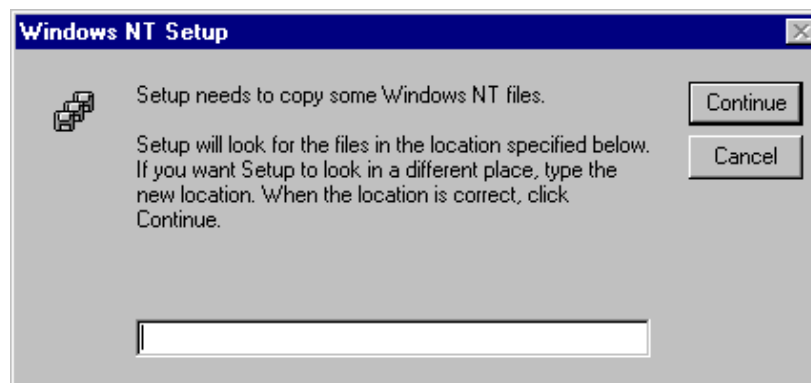 Windows NT Setup
Setup needs to copy some Windows NT files.
Setup will look for the files in the location specified below.
If you want Setup to look in a different place, type the
new location. When the location is correct, click
Continue.
Continue
Cancel